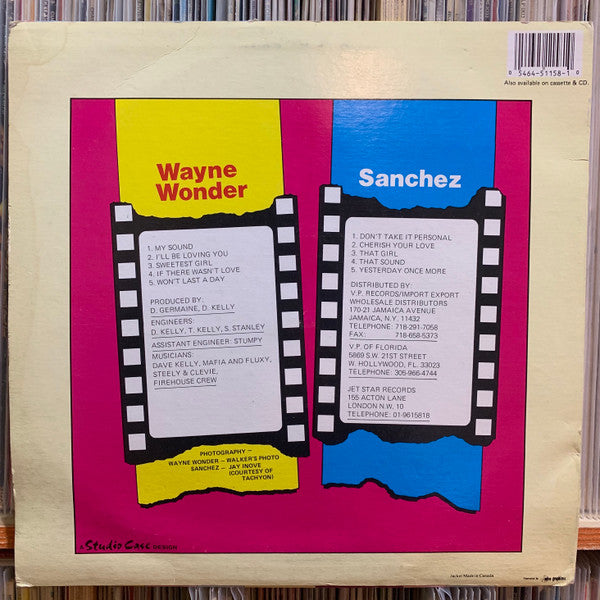 0 5464-51158-1 0
Also available on cassette & CD.
Wayne
Wonder
1. MY SOUND
2. I'LL BE LOVING YOU
3. SWEETEST GIRL
4. IF THERE WASN'T LOVE
5. WON'T LAST A DAY
PRODUCED BY:
D. GERMAINE, D. KELLY
ENGINEERS:
D. KELLY, T. KELLY, S. STANLEY
ASSISTANT ENGINEER: STUMPY
MUSICIANS:
DAVE KELLY, MAFIA AND FLUXY,
STEELY & CLEVIE,
FIREHOUSE CREW
PHOTOGRAPHY –
WAYNE WONDER – WALKER'S PHOTO
SANCHEZ – JAY INOVE
(COURTESY OF
TACHYON)
Sanchez
1. DON'T TAKE IT PERSONAL
2. CHERISH YOUR LOVE
3. THAT GIRL
4. THAT SOUND
5. YESTERDAY ONCE MORE
DISTRIBUTED BY:
V.P. RECORDS/IMPORT EXPORT
WHOLESALE DISTRIBUTORS
170-21 JAMAICA AVENUE
JAMAICA, N.Y. 11432
TELEPHONE: 718-291-7058
FAX: 718-658-5373
V.P. OF FLORIDA
5869 S.W. 21ST STREET
W. HOLLYWOOD, FL. 33023
TELEPHONE: 305-966-4744
JET STAR RECORDS
155 ACTON LANE
LONDON N.W. 10
TELEPHONE: 01-9615818
A Studio Case DESIGN
Jacket Made in Canada